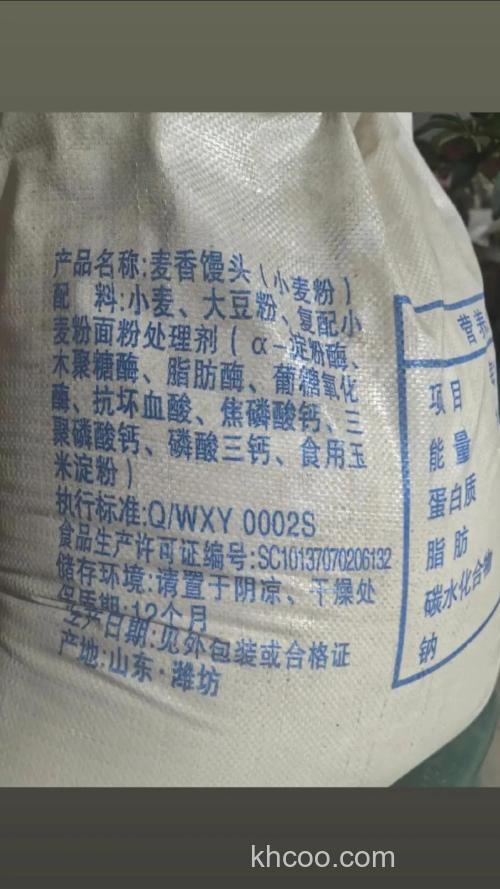 产品名称:麦香馒头(小麦粉)
配 料:小麦、大豆粉、复配小
麦粉面粉处理剂(α-淀粉酶、
木聚糖酶、脂肪酶、葡糖氧化
酶、抗坏血酸、焦磷酸钙、三
聚磷酸钙、磷酸三钙、食用玉
米淀粉)
执行标准:Q/WXY 0002S
食品生产许可证编号:SC10137070206132
储存环境:请置于阴凉、干燥处
保质期:12个月
生产日期:见外包装或合格证
产地:山东·潍坊
营养
项目
能量
蛋白质
脂肪
碳水化合物
钠
khcoo.com